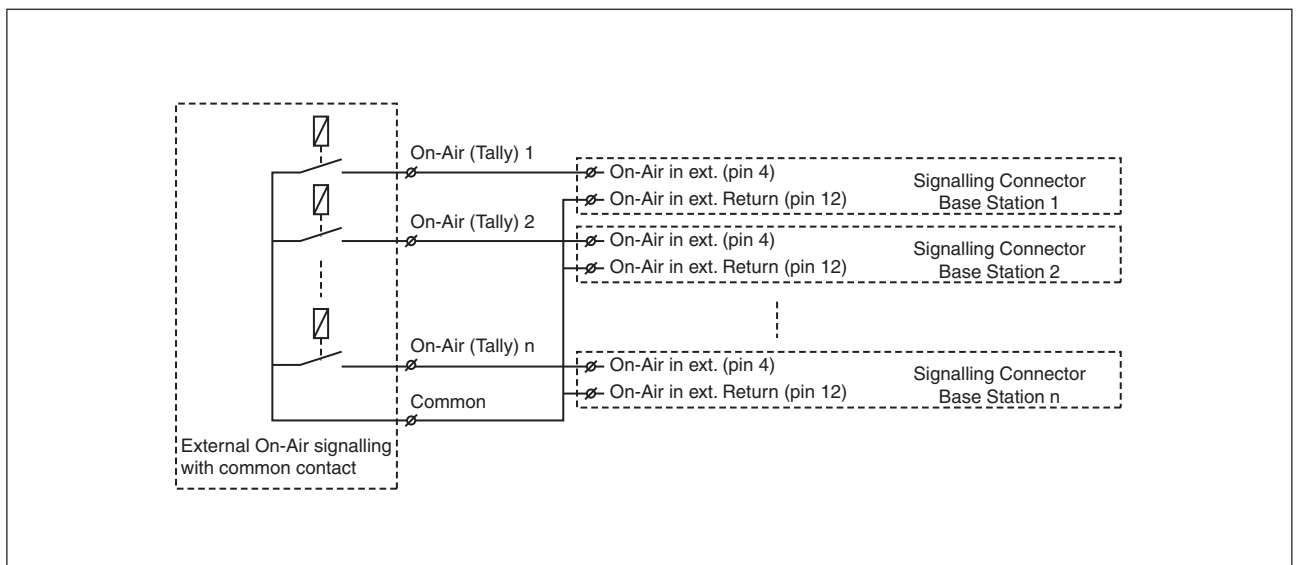 On-Air (Tally) 1
On-Air in ext. (pin 4)
On-Air in ext. Return (pin 12)
Signalling Connector
Base Station 1
On-Air (Tally) 2
On-Air in ext. (pin 4)
On-Air in ext. Return (pin 12)
Signalling Connector
Base Station 2
On-Air (Tally) n
On-Air in ext. (pin 4)
On-Air in ext. Return (pin 12)
Signalling Connector
Base Station n
Common
External On-Air signalling
with common contact